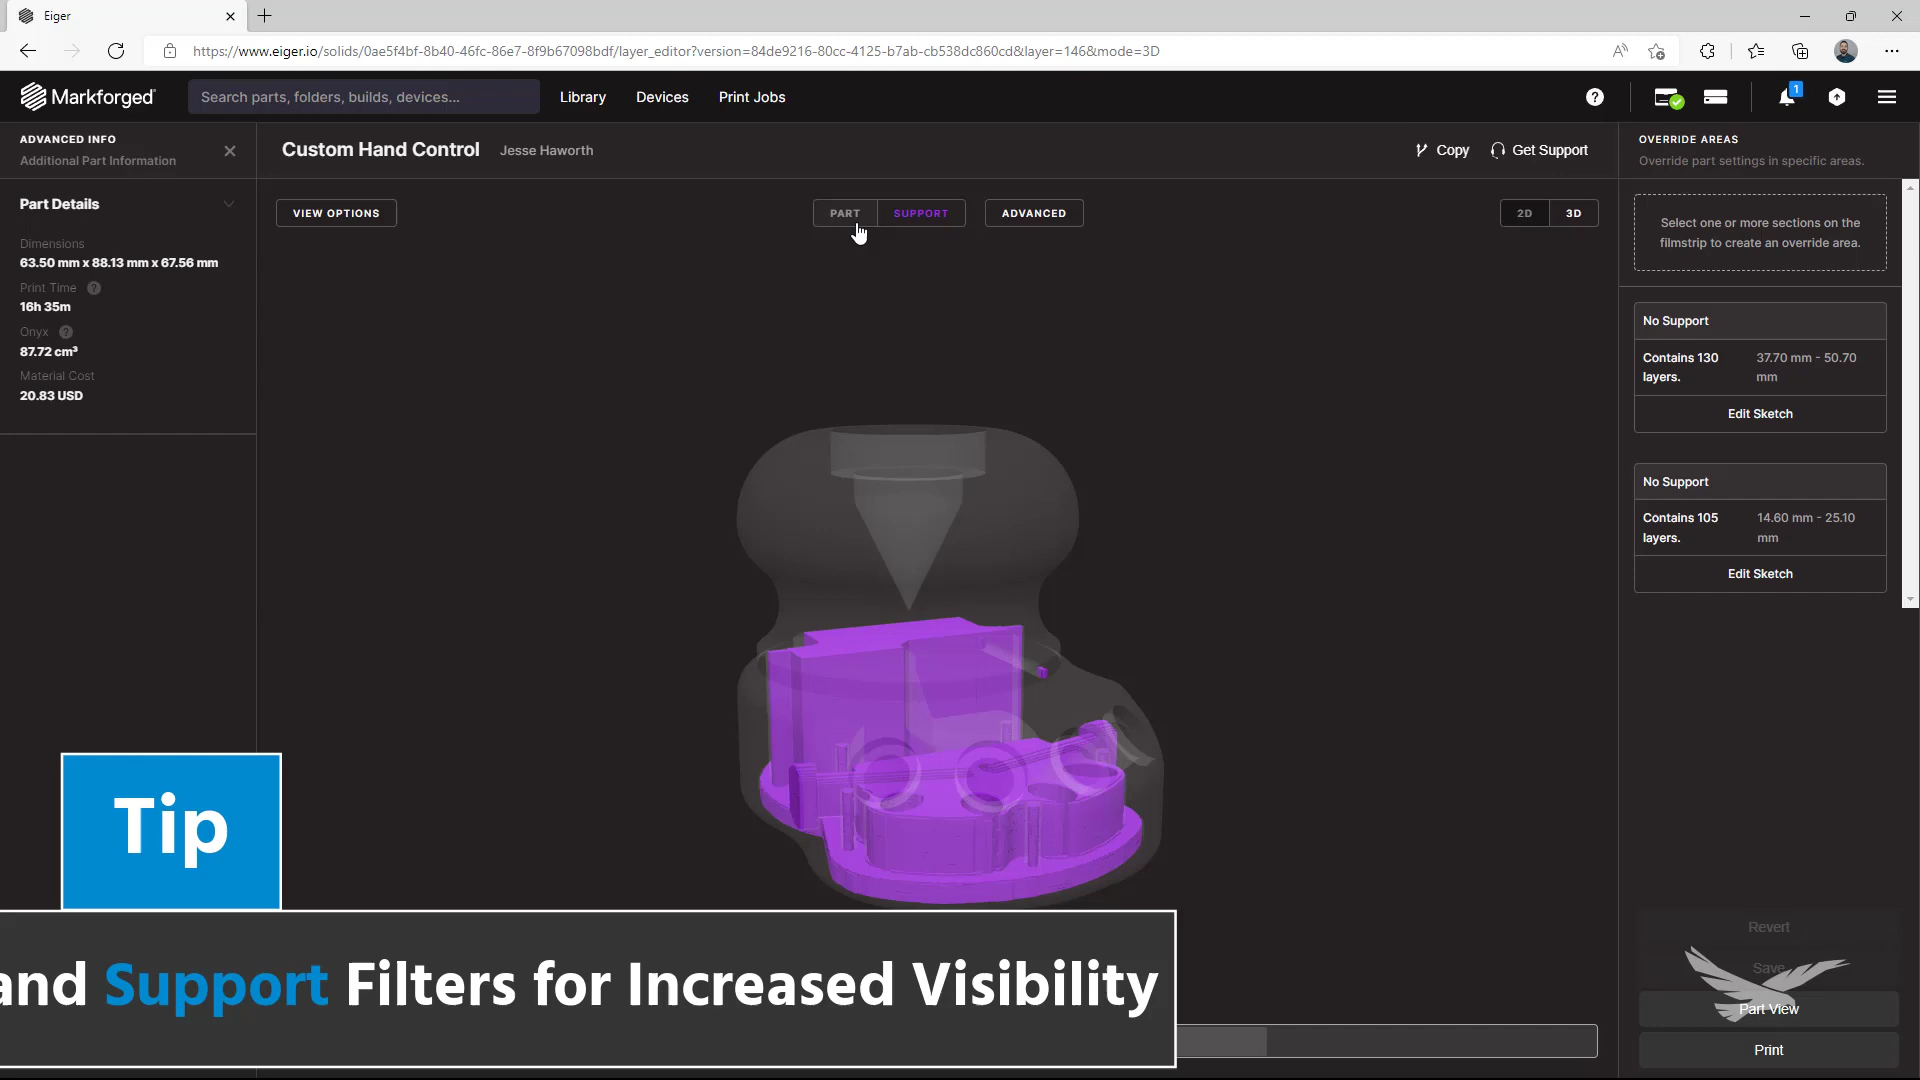 Eiger
https://www.eiger.io/solids/0ae5f4bf-8b40-46fc-86e7-8f9b67098bdf/layer_editor?version=84de9216-80cc-4125-b7ab-cb538dc860cd&layer=146&mode=3D
Markforged
Search parts, folders, builds, devices...
Library
Devices
Print Jobs
?
1
ADVANCED INFO
Additional Part Information
Custom Hand Control
Jesse Haworth
Copy
Get Support
OVERRIDE AREAS
Override part settings in specific areas.
Part Details
VIEW OPTIONS
PART
SUPPORT
ADVANCED
2D
3D
Select one or more sections on the
filmstrip to create an override area.
Dimensions
63.50 mm x 88.13 mm x 67.56 mm
Print Time ?
16h 35m
Onyx ?
87.72 cm³
Material Cost
20.83 USD
No Support
Contains 130
layers.
37.70 mm - 50.70
mm
Edit Sketch
No Support
Contains 105
layers.
14.60 mm - 25.10
mm
Edit Sketch
Tip
and Support Filters for Increased Visibility
Revert
Save
Part View
Print